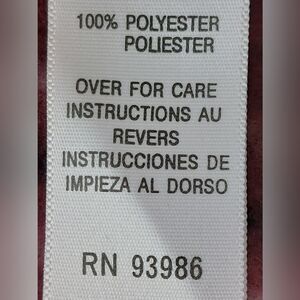 100% POLYESTER
POLIESTER
OVER FOR CARE
INSTRUCTIONS AU
REVERS
INSTRUCCIONES DE
IMPIEZA AL DORSO
RN 93986